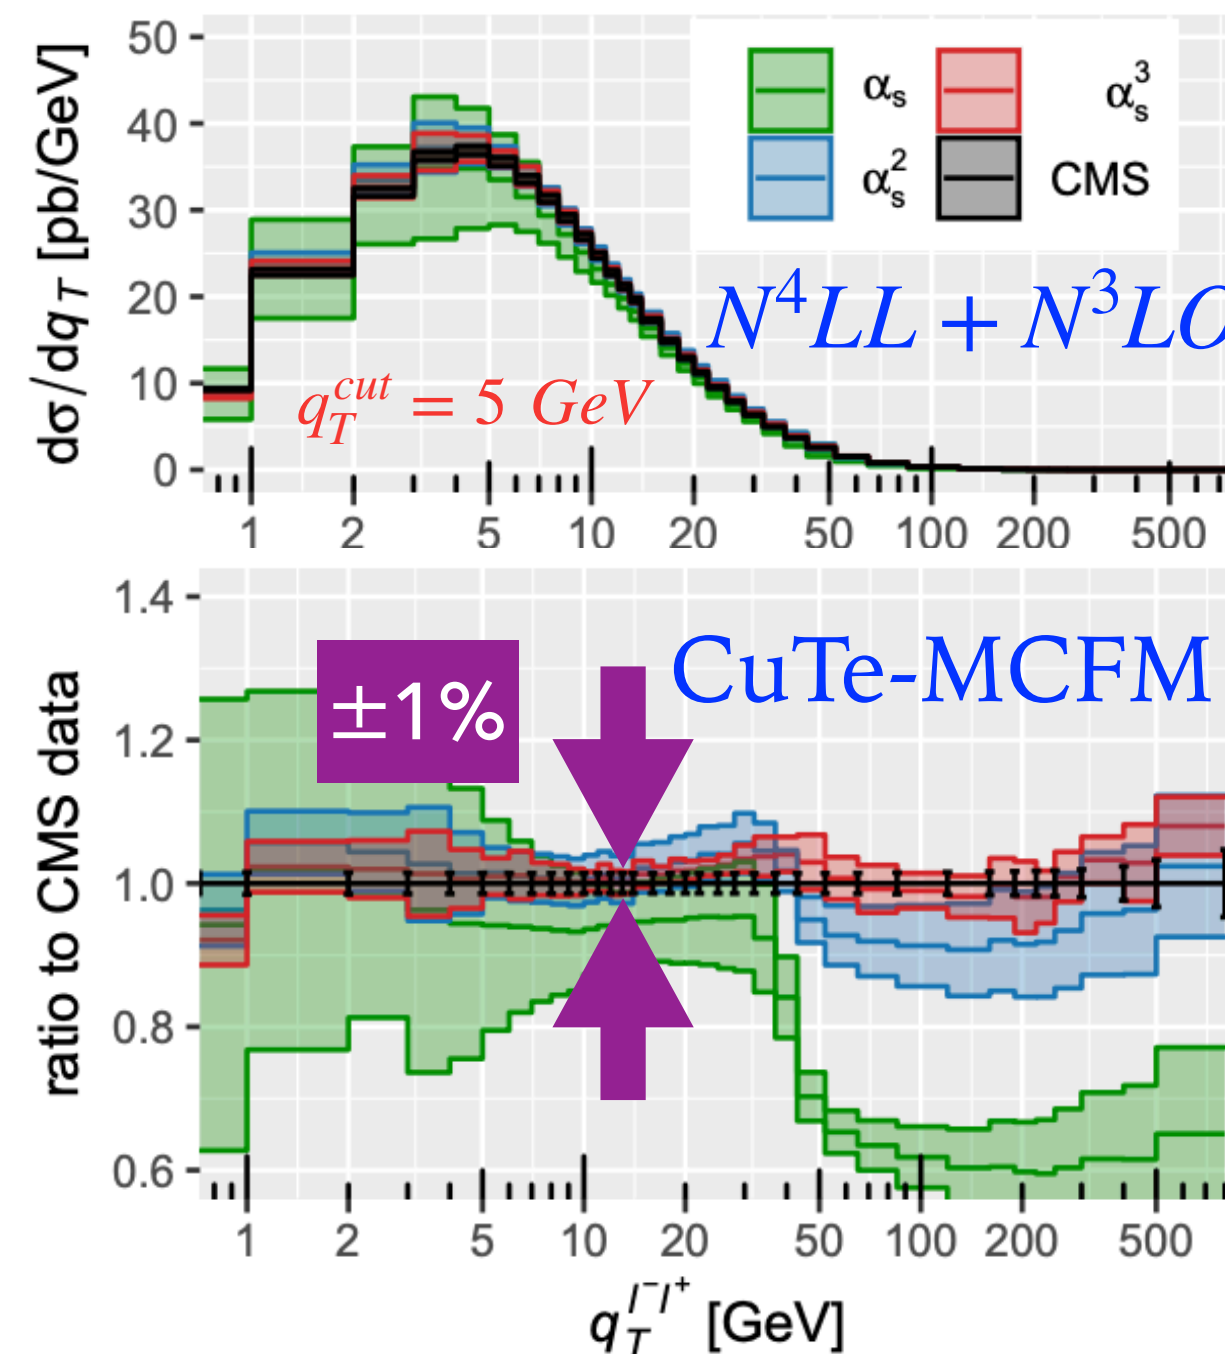 50
40
30
20
10
0
dσ/dq_T [pb/GeV]
α_s
α_s^3
α_s^2
CMS
N^4LL + N^3LO
q_T^{cut} = 5 GeV
1 2 5 10 20 50 100 200 500
1.4
1.2
1.0
0.8
0.6
ratio to CMS data
±1%
CuTe-MCFM
1 2 5 10 20 50 100 200 500
q_T^{l^-l^+} [GeV]